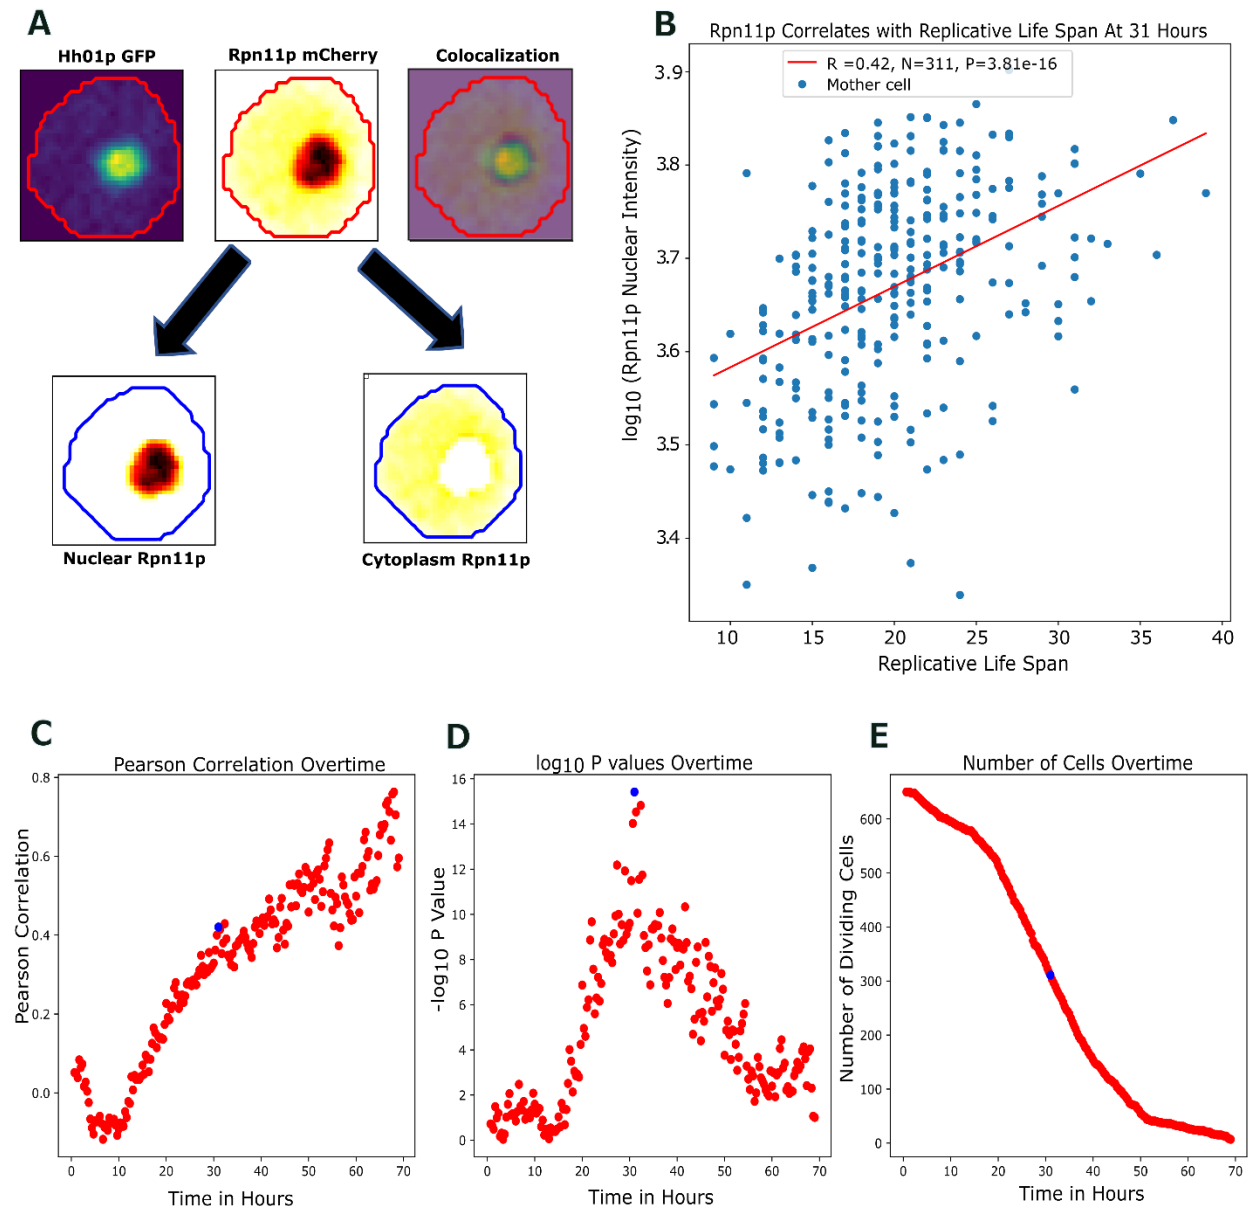 A
Hh01p GFP
Rpn11p mCherry
Colocalization
Nuclear Rpn11p
Cytoplasm Rpn11p
B
Rpn11p Correlates with Replicative Life Span At 31 Hours
R =0.42, N=311, P=3.81e-16
Mother cell
log10 (Rpn11p Nuclear Intensity)
3.9
3.8
3.7
3.6
3.5
3.4
10 15 20 25 30 35 40
Replicative Life Span
C
Pearson Correlation Overtime
Pearson Correlation
0.8
0.6
0.4
0.2
0.0
0 10 20 30 40 50 60 70
Time in Hours
D
log10 P values Overtime
-log10 P Value
16
14
12
10
8
6
4
2
0
0 10 20 30 40 50 60 70
Time in Hours
E
Number of Cells Overtime
Number of Dividing Cells
600
500
400
300
200
100
0
0 10 20 30 40 50 60 70
Time in Hours